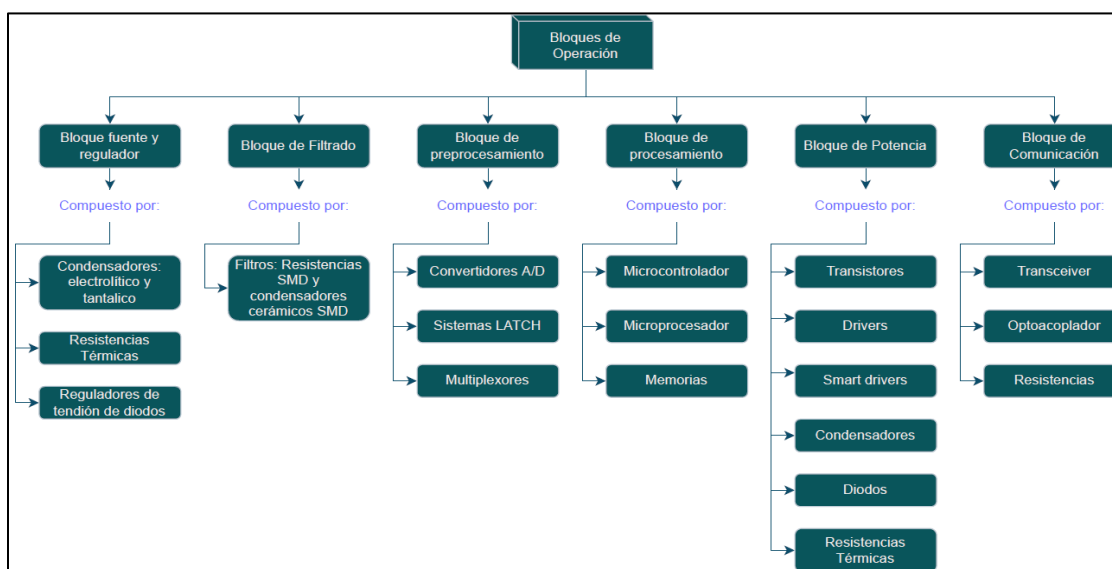 Bloques de
Operación
Bloque fuente y
regulador
Bloque de Filtrado
Bloque de
preprocesamiento
Bloque de
procesamiento
Bloque de Potencia
Bloque de
Comunicación
Compuesto por:
Compuesto por:
Compuesto por:
Compuesto por:
Compuesto por:
Compuesto por:
Condensadores:
electrolítico y
tantalico
Resistencias
Térmicas
Reguladores de
tendión de diodos
Filtros: Resistencias
SMD y
condensadores
cerámicos SMD
Convertidores A/D
Sistemas LATCH
Multiplexores
Microcontrolador
Microprocesador
Memorias
Transistores
Drivers
Smart drivers
Condensadores
Diodos
Resistencias
Térmicas
Transceiver
Optoacoplador
Resistencias